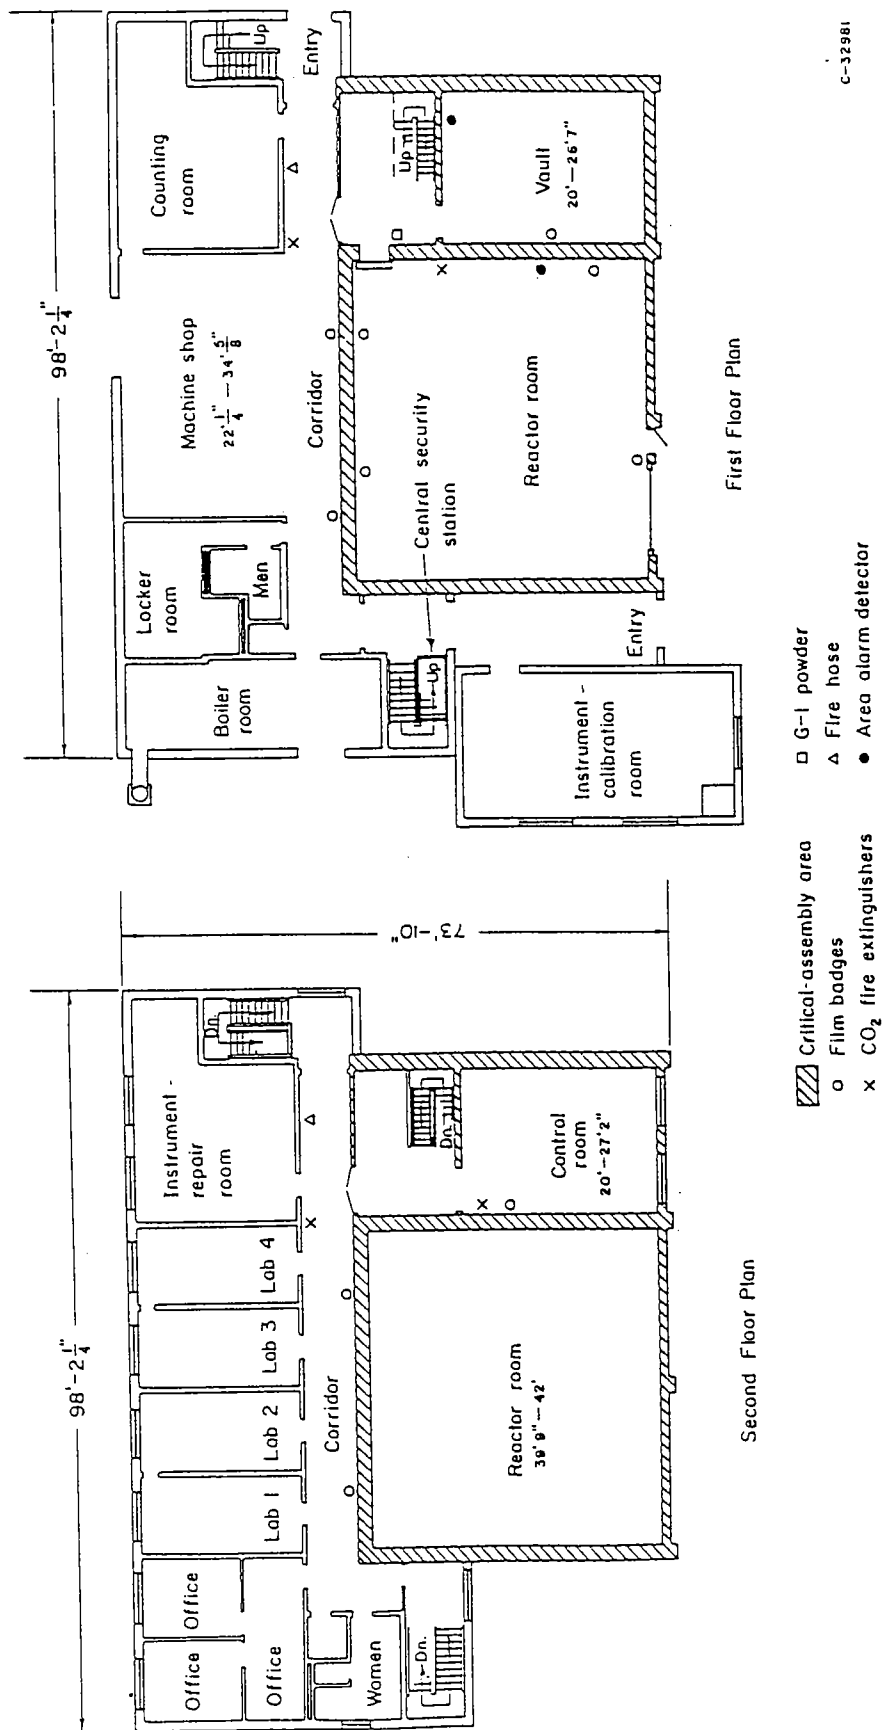 98'-2 1/4"
Counting
room
Up
Entry
Machine shop
22' 1/4" — 34' 5/8
Locker
room
Men
Boiler
room
Corridor
Up
Vault
20'—26'7"
Central security
station
Reactor room
Up
Instrument-
calibration
room
Entry
First Floor Plan
98'-2 1/4"
73'-10"
Instrument-
repair
room
Dn.
Lab 4
Lab 3
Lab 2
Lab 1
Office
Office
Office
Women
Dn.
Corridor
Dn.
Control
room
20'—27'2"
Reactor room
39'9"—42'
Second Floor Plan
Critical-assembly area
Film badges
CO₂ fire extinguishers
G-1 powder
Fire hose
Area alarm detector
C-32981